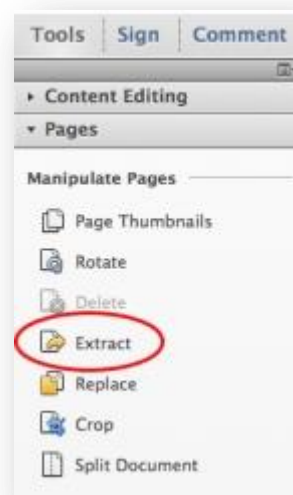 Tools Sign Comment
Content Editing
Pages
Manipulate Pages
Page Thumbnails
Rotate
Delete
Extract
Replace
Crop
Split Document